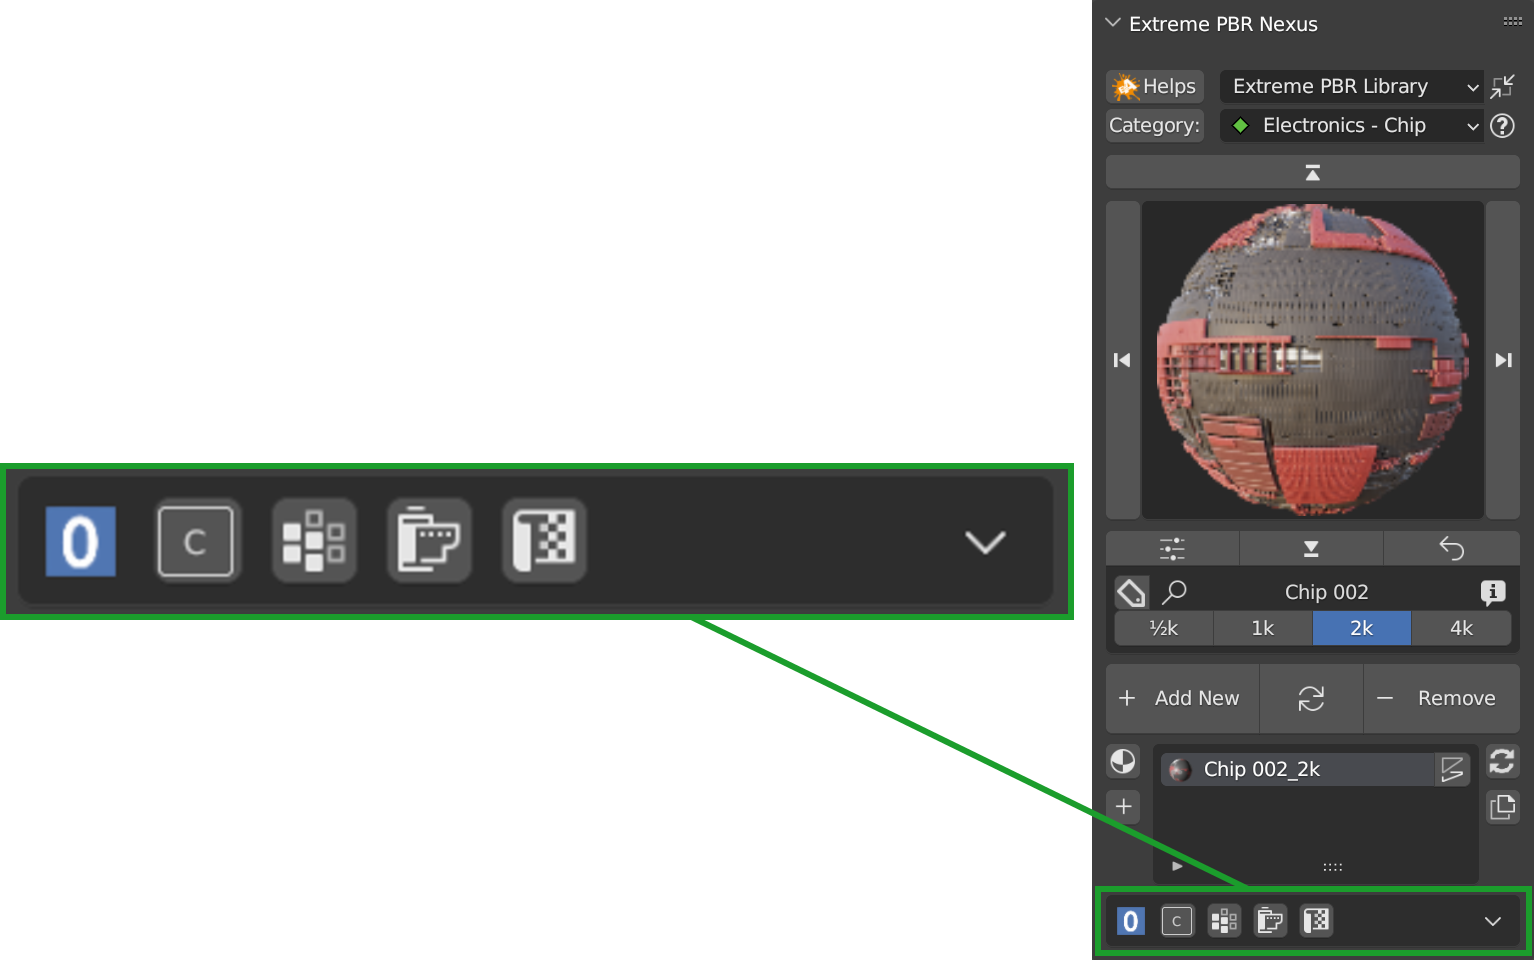 Extreme PBR Nexus
Helps
Extreme PBR Library
Category:
Electronics - Chip
Chip 002
½k 1k 2k 4k
+ Add New
− Remove
Chip 002_2k
0 C
0 C